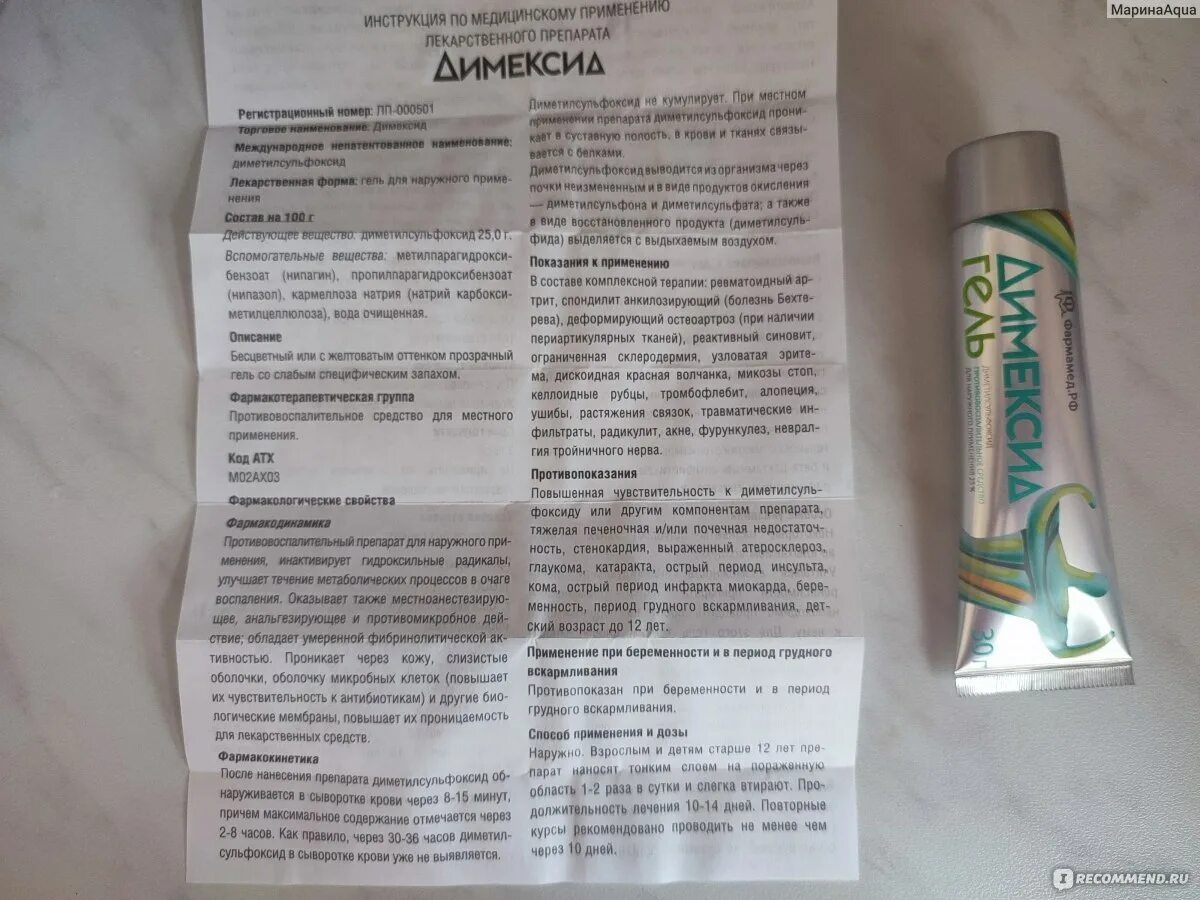 МаринаAqua
ИНСТРУКЦИЯ ПО МЕДИЦИНСКОМУ ПРИМЕНЕНИЮ
ЛЕКАРСТВЕННОГО ПРЕПАРАТА
ДИМЕКСИД
Регистрационный номер: ЛП-000501
Торговое наименование: Димексид
Международное непатентованное наименование:
диметилсульфоксид
Лекарственная форма: гель для наружного приме-
нения
Состав на 100 г
Действующее вещество: диметилсульфоксид 25,0 г.
Вспомогательные вещества: метилпарагидрокси-
бензоат (нипагин), пропилпарагидроксибензоат
(нипазол), кармеллоза натрия (натрий карбокси-
метилцеллюлоза), вода очищенная.
Описание
Бесцветный или с желтоватым оттенком прозрачный
гель со слабым специфическим запахом.
Фармакотерапевтическая группа
Противовоспалительное средство для местного
применения.
Код АТХ
М02АХ03
Фармакологические свойства
Фармакодинамика
Противовоспалительный препарат для наружного при-
менения, инактивирует гидроксильные радикалы,
улучшает течение метаболических процессов в очаге
воспаления. Оказывает также местноанестезирую-
щее, анальгезирующее и противомикробное дей-
ствие; обладает умеренной фибринолитической ак-
тивностью. Проникает через кожу, слизистые
оболочки, оболочку микробных клеток (повышает
их чувствительность к антибиотикам) и другие био-
логические мембраны, повышает их проницаемость
для лекарственных средств.
Фармакокинетика
После нанесения препарата диметилсульфоксид об-
наруживается в сыворотке крови через 8-15 минут,
причем максимальное содержание отмечается через
2-8 часов. Как правило, через 30-36 часов диметил-
сульфоксид в сыворотке крови уже не выявляется.
Диметилсульфоксид не кумулирует. При местном
применении препарата диметилсульфоксид прони-
кает в суставную полость, в крови и тканях связы-
вается с белками.
Диметилсульфоксид выводится из организма через
почки неизмененным и в виде продуктов окисления
— диметилсульфона и диметилсульфата; а также
в виде восстановленного продукта (диметилсуль-
фида) выделяется с выдыхаемым воздухом.
Показания к применению
В составе комплексной терапии: ревматоидный ар-
трит, спондилит анкилозирующий (болезнь Бехте-
рева), деформирующий остеоартроз (при наличии
периартикулярных тканей), реактивный синовит,
ограниченная склеродермия, узловатая эрите-
ма, дискоидная красная волчанка, микозы стоп,
келлоидные рубцы, тромбофлебит, алопеция,
ушибы, растяжения связок, травматические ин-
фильтраты, радикулит, акне, фурункулез, невралгия
гия тройничного нерва.
Противопоказания
Повышенная чувствительность к диметилсуль-
фоксиду или другим компонентам препарата,
тяжелая печеночная и/или почечная недостаточ-
ность, стенокардия, выраженный атеросклероз,
глаукома, катаракта, острый период инсульта,
кома, острый период инфаркта миокарда, бере-
менность, период грудного вскармливания, дет-
ский возраст до 12 лет.
Применение при беременности и в период грудного
вскармливания
Противопоказан при беременности и в период
грудного вскармливания.
Способ применения и дозы
Наружно. Взрослым и детям старше 12 лет пре-
парат наносят тонким слоем на пораженную
область 1-2 раза в сутки и слегка втирают. Про-
должительность лечения 10-14 дней. Повторные
курсы рекомендовано проводить не менее чем
через 10 дней.
Фармамед.РФ
ДИМЕКСИД
ГЕЛЬ
ДИМЕТИЛСУЛЬФОКСИД
ПРОТИВОВОСПАЛИТЕЛЬНОЕ СРЕДСТВО
ДЛЯ НАРУЖНОГО ПРИМЕНЕНИЯ 25%
30г
IRECOMMEND.RU